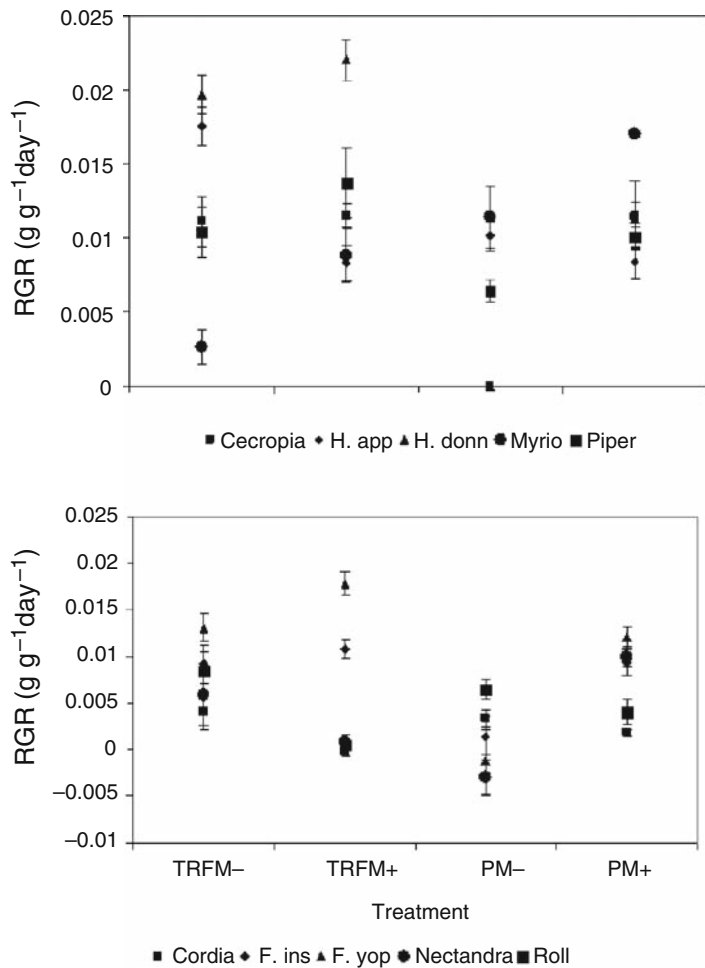 0.025
0.02
0.015
0.01
0.005
0
RGR (g g⁻¹day⁻¹)
Cecropia H. app H. donn Myrio Piper
0.025
0.02
0.015
0.01
0.005
0
−0.005
−0.01
RGR (g g⁻¹day⁻¹)
TRFM− TRFM+ PM− PM+
Treatment
Cordia F. ins F. yop Nectandra Roll